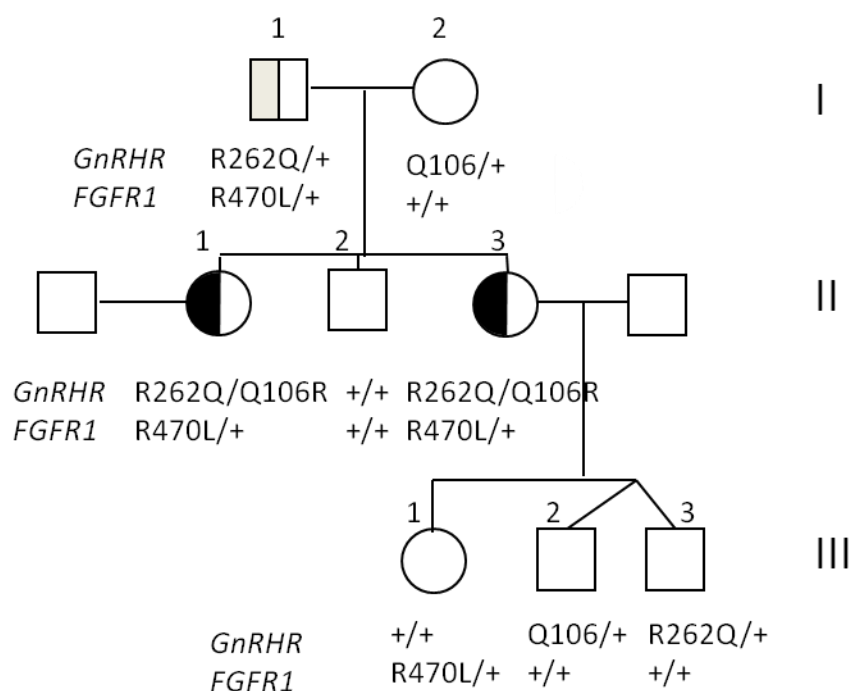 1 2
I
GnRHR R262Q/+ Q106/+
FGFR1 R470L/+ +/+
1 2 3
II
GnRHR R262Q/Q106R +/+ R262Q/Q106R
FGFR1 R470L/+ +/+ R470L/+
1 2 3
III
GnRHR +/+ Q106/+ R262Q/+
FGFR1 R470L/+ +/+ +/+